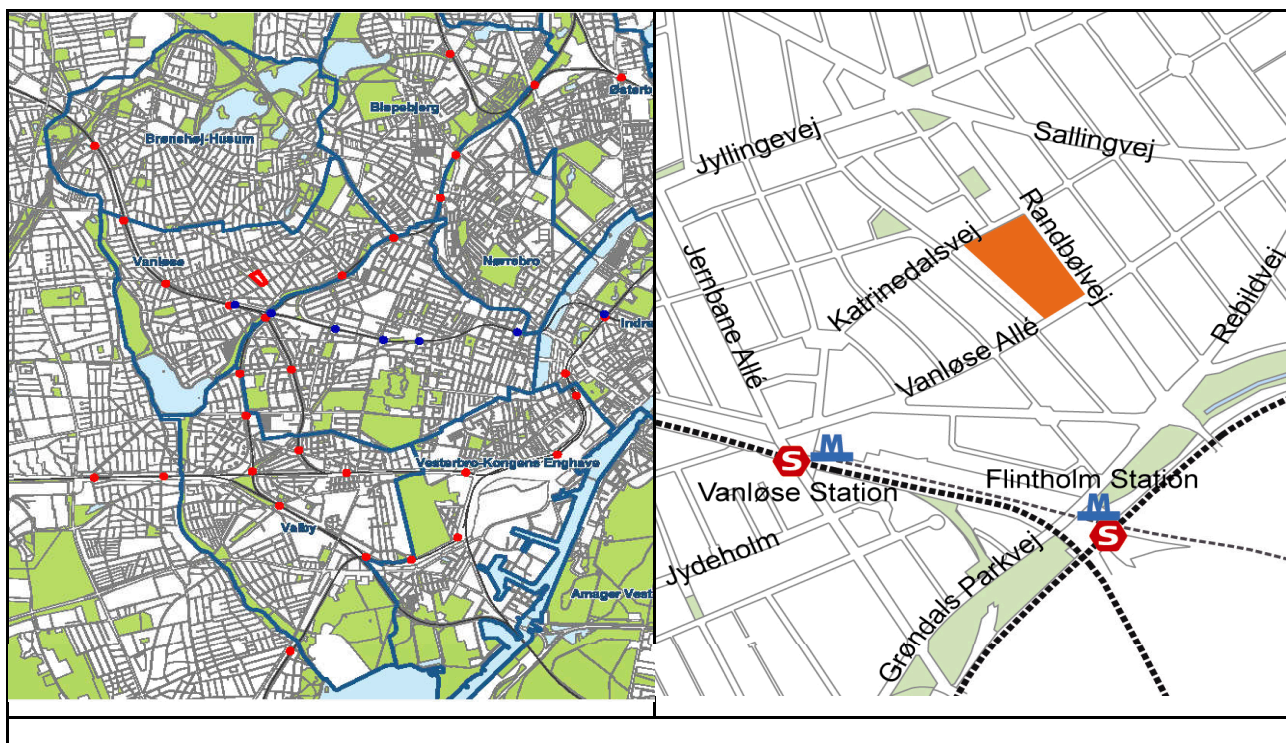 Østerb
Bispebjerg
Brønshøj-Husum
Vanløse
Nørrebro
Indre
Vesterbro-Kongens Enghave
Valby
Amager Vest
Jyllingevej
Sallingvej
Randbølvej
Katrinedalsvej
Jernbane Allé
Rebildvej
Vanløse Allé
M
S
Vanløse Station
Flintholm Station
M
S
Jydeholm
Grøndals Parkvej